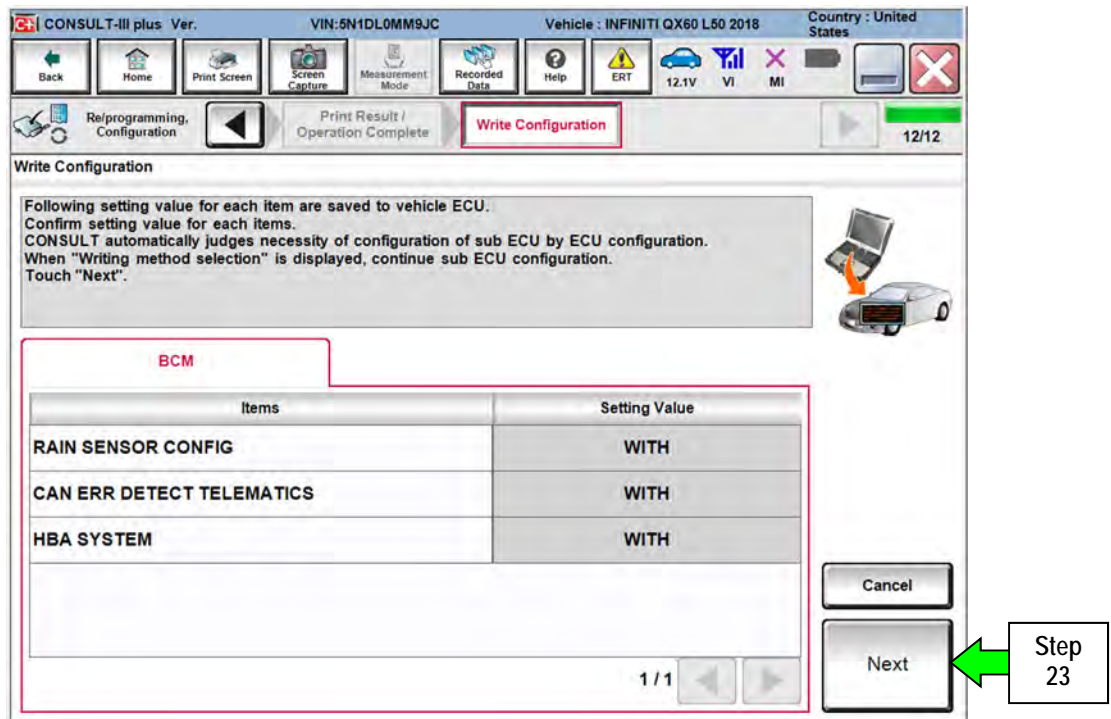 C+ CONSULT-III plus Ver. VIN:5N1DL0MM9JC Vehicle : INFINITI QX60 L50 2018 Country : United States
Back
Home
Print Screen
Screen Capture
Measurement Mode
Recorded Data
Help
ERT
12.1V
VI
MI
Re/programming, Configuration
Print Result / Operation Complete
Write Configuration
12/12
Write Configuration
Following setting value for each item are saved to vehicle ECU.
Confirm setting value for each items.
CONSULT automatically judges necessity of configuration of sub ECU by ECU configuration.
When "Writing method selection" is displayed, continue sub ECU configuration.
Touch "Next".
BCM
Items Setting Value
RAIN SENSOR CONFIG WITH
CAN ERR DETECT TELEMATICS WITH
HBA SYSTEM WITH
Cancel
1 / 1
Next
Step
23